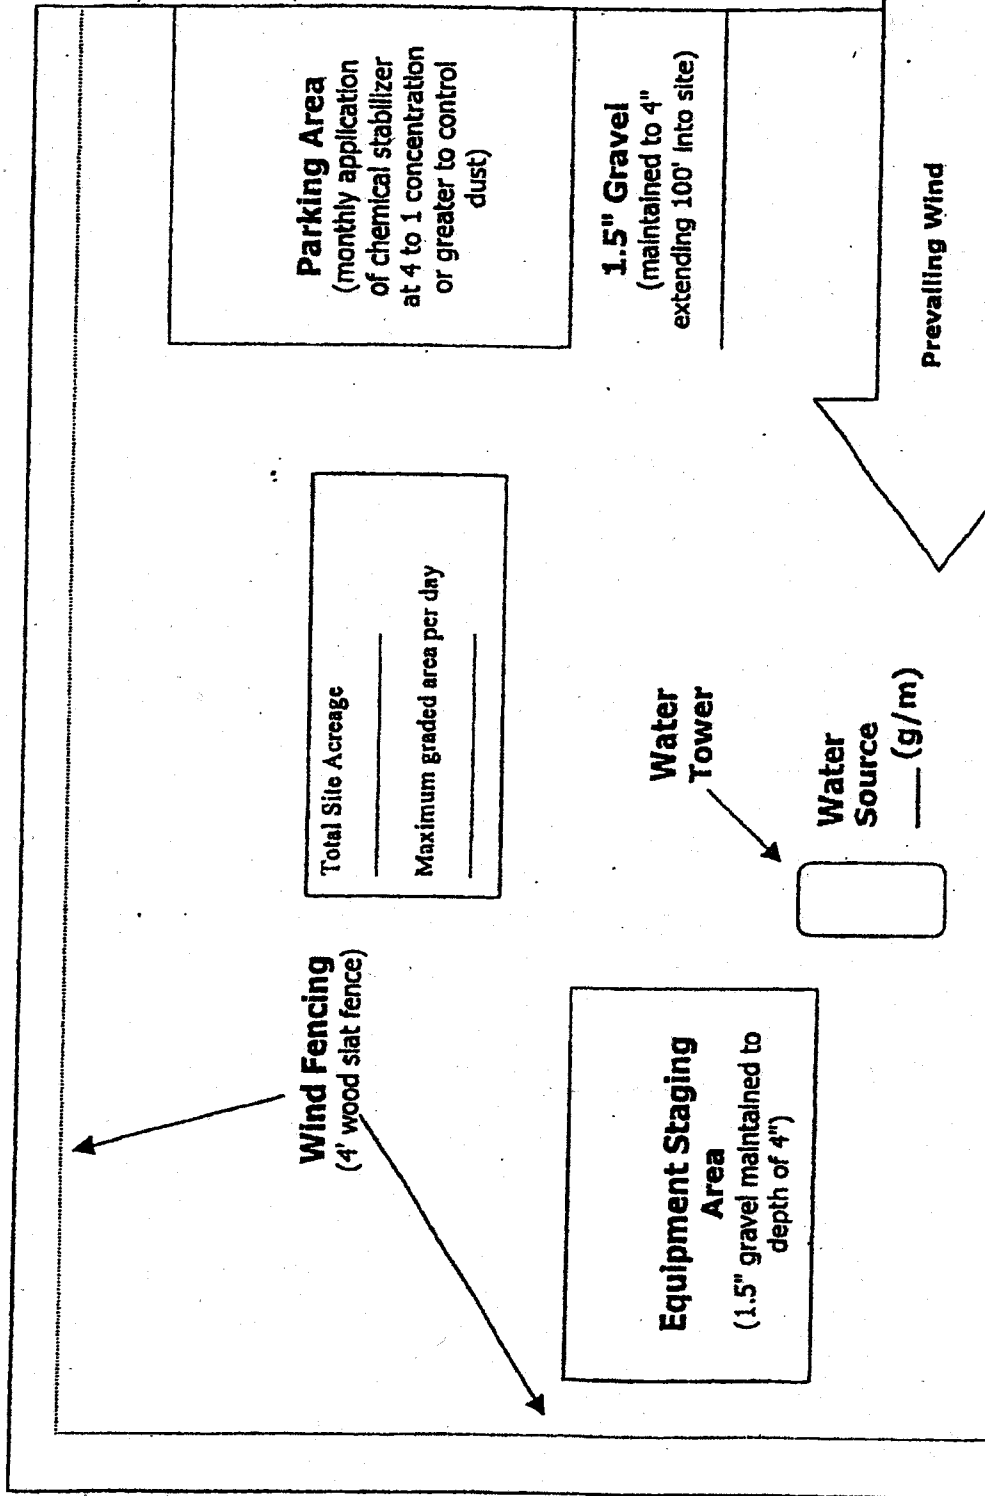 Parking Area
(monthly application
of chemical stabilizer
at 4 to 1 concentration
or greater to control
dust)
1.5" Gravel
(maintained to 4"
extending 100' into site)
Prevailing Wind
Total Site Acreage
Maximum graded area per day
Water
Tower
Water
Source
____ (g/m)
Wind Fencing
(4' wood slat fence)
Equipment Staging
Area
(1.5" gravel maintained to
depth of 4")